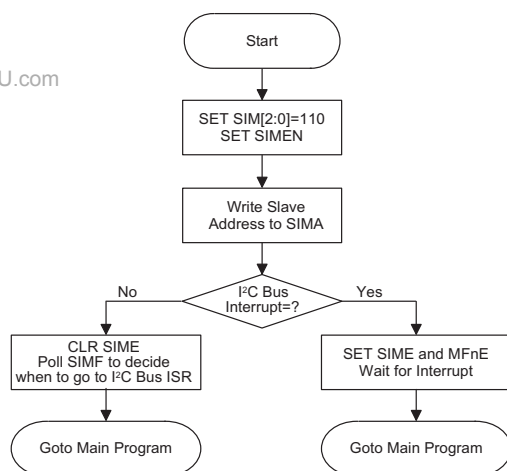 Start
U.com
SET SIM[2:0]=110
SET SIMEN
Write Slave
Address to SIMA
I²C Bus
Interrupt=?
No
Yes
CLR SIME
Poll SIMF to decide
when to go to I²C Bus ISR
SET SIME and MFnE
Wait for Interrupt
Goto Main Program
Goto Main Program